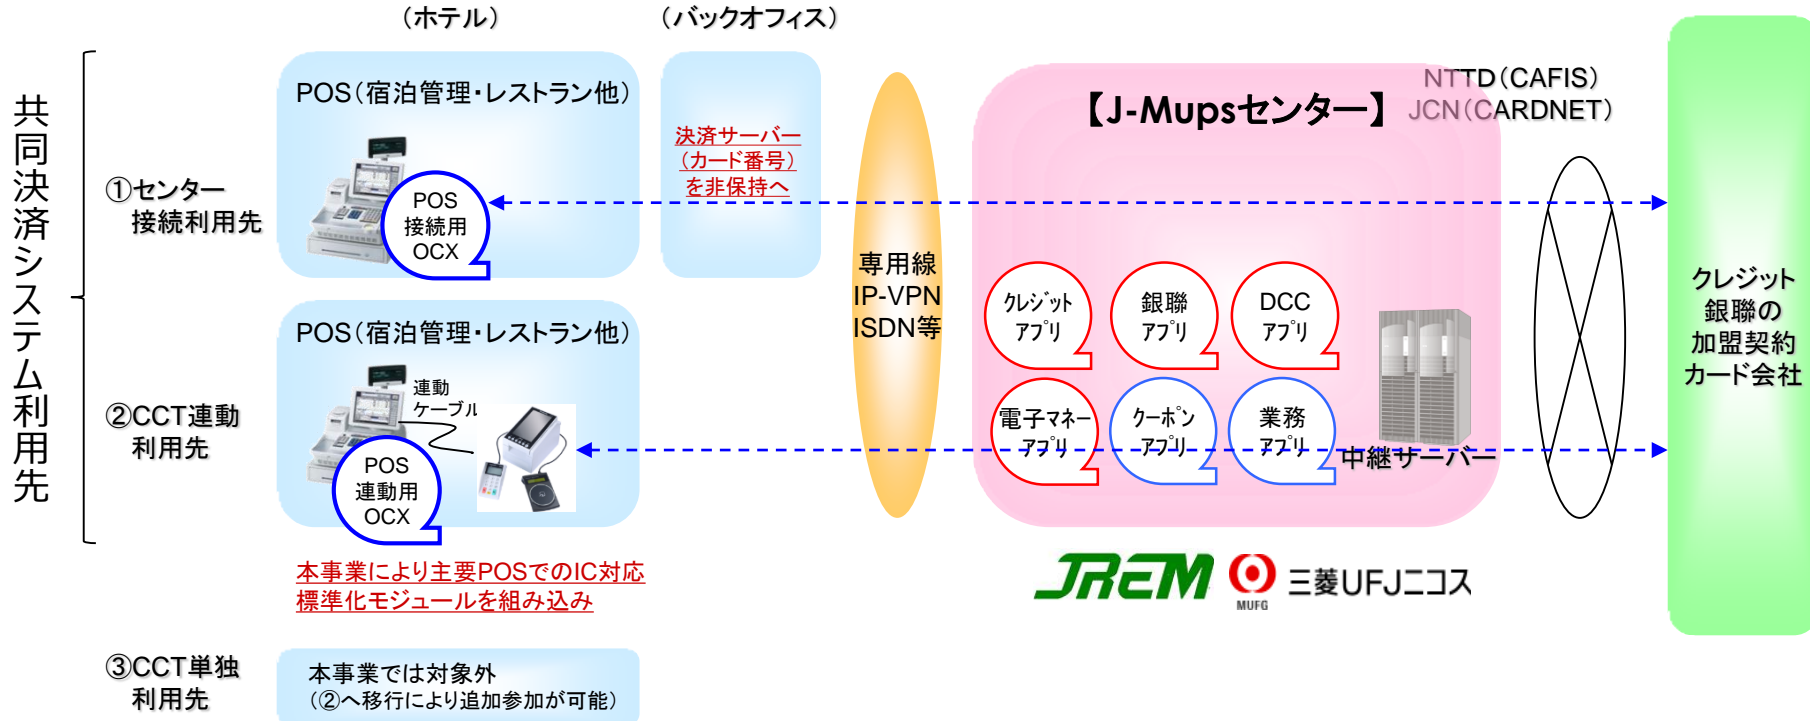 （ホテル）
（バックオフィス）
共同決済システム利用先
①センター
接続利用先
POS（宿泊管理・レストラン他）
POS
接続用
OCX
決済サーバー
（カード番号）
を非保持へ
②CCT連動
利用先
POS（宿泊管理・レストラン他）
連動
ケーブル
POS
連動用
OCX
本事業により主要POSでのIC対応
標準化モジュールを組み込み
③CCT単独
利用先
本事業では対象外
（②へ移行により追加参加が可能）
専用線
IP-VPN
ISDN等
【J-Mupsセンター】
クレジット
アプリ
銀聯
アプリ
DCC
アプリ
電子マネー
アプリ
クーポン
アプリ
業務
アプリ
中継サーバー
JREM
MUFG
三菱UFJニコス
NTTD（CAFIS）
JCN（CARDNET）
クレジット
銀聯の
加盟契約
カード会社